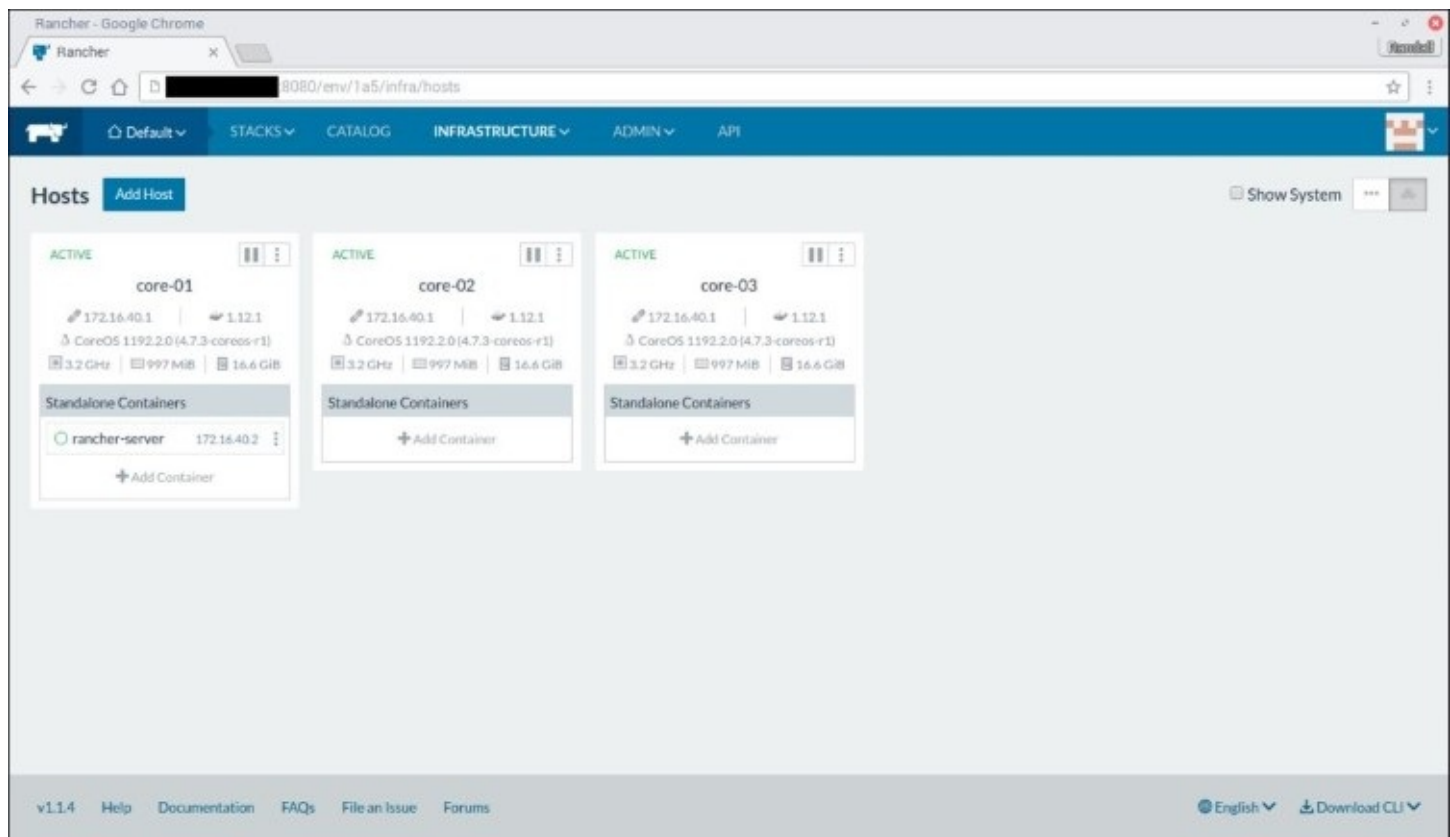 Rancher - Google Chrome
Rancher
:8080/env/1a5/infra/hosts
Default STACKS CATALOG INFRASTRUCTURE ADMIN API
Hosts Add Host Show System
ACTIVE
core-01
172.16.40.1 1.12.1
CoreOS 1192.2.0 (4.7.3-coreos-r1)
3.2 GHz 997 MiB 16.6 GiB
Standalone Containers
rancher-server 172.16.40.2
+ Add Container
ACTIVE
core-02
172.16.40.1 1.12.1
CoreOS 1192.2.0 (4.7.3-coreos-r1)
3.2 GHz 997 MiB 16.6 GiB
Standalone Containers
+ Add Container
ACTIVE
core-03
172.16.40.1 1.12.1
CoreOS 1192.2.0 (4.7.3-coreos-r1)
3.2 GHz 997 MiB 16.6 GiB
Standalone Containers
+ Add Container
v1.1.4 Help Documentation FAQs File an Issue Forums English Download CLI